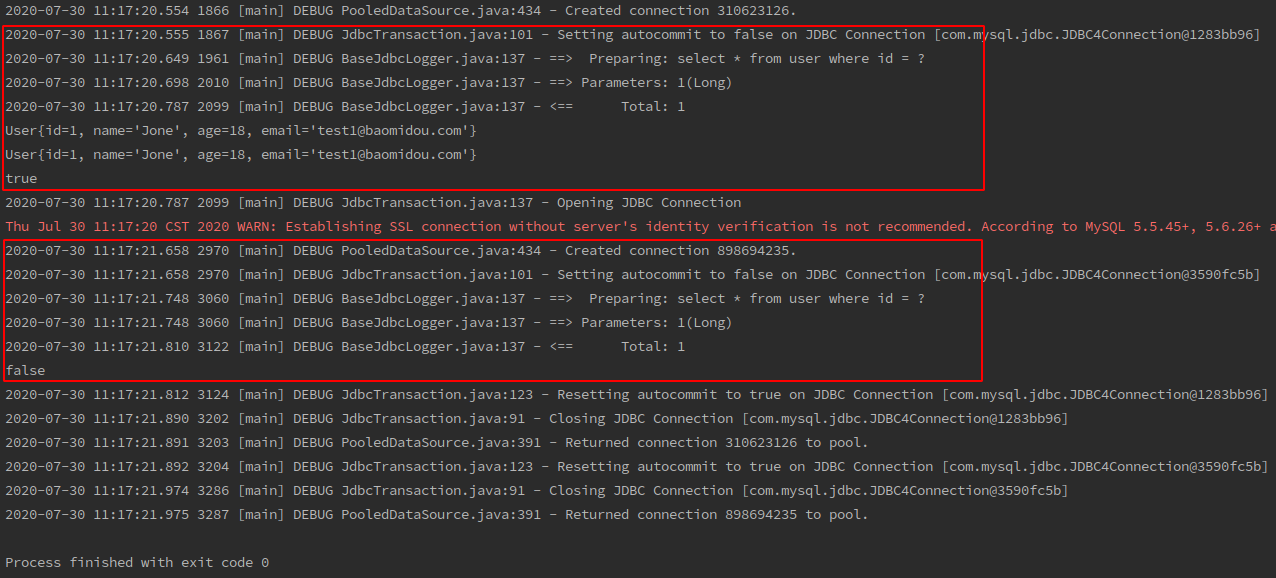 2020-07-30 11:17:20.554 1866 [main] DEBUG PooledDataSource.java:434 - Created connection 310623126.
2020-07-30 11:17:20.555 1867 [main] DEBUG JdbcTransaction.java:101 - Setting autocommit to false on JDBC Connection [com.mysql.jdbc.JDBC4Connection@1283bb96]
2020-07-30 11:17:20.649 1961 [main] DEBUG BaseJdbcLogger.java:137 - ==>  Preparing: select * from user where id = ?
2020-07-30 11:17:20.698 2010 [main] DEBUG BaseJdbcLogger.java:137 - ==> Parameters: 1(Long)
2020-07-30 11:17:20.787 2099 [main] DEBUG BaseJdbcLogger.java:137 - <==      Total: 1
User{id=1, name='Jone', age=18, email='test1@baomidou.com'}
User{id=1, name='Jone', age=18, email='test1@baomidou.com'}
true
2020-07-30 11:17:20.787 2099 [main] DEBUG JdbcTransaction.java:137 - Opening JDBC Connection
Thu Jul 30 11:17:20 CST 2020 WARN: Establishing SSL connection without server's identity verification is not recommended. According to MySQL 5.5.45+, 5.6.26+ a
2020-07-30 11:17:21.658 2970 [main] DEBUG PooledDataSource.java:434 - Created connection 898694235.
2020-07-30 11:17:21.658 2970 [main] DEBUG JdbcTransaction.java:101 - Setting autocommit to false on JDBC Connection [com.mysql.jdbc.JDBC4Connection@3590fc5b]
2020-07-30 11:17:21.748 3060 [main] DEBUG BaseJdbcLogger.java:137 - ==>  Preparing: select * from user where id = ?
2020-07-30 11:17:21.748 3060 [main] DEBUG BaseJdbcLogger.java:137 - ==> Parameters: 1(Long)
2020-07-30 11:17:21.810 3122 [main] DEBUG BaseJdbcLogger.java:137 - <==      Total: 1
false
2020-07-30 11:17:21.812 3124 [main] DEBUG JdbcTransaction.java:123 - Resetting autocommit to true on JDBC Connection [com.mysql.jdbc.JDBC4Connection@1283bb96]
2020-07-30 11:17:21.890 3202 [main] DEBUG JdbcTransaction.java:91 - Closing JDBC Connection [com.mysql.jdbc.JDBC4Connection@1283bb96]
2020-07-30 11:17:21.891 3203 [main] DEBUG PooledDataSource.java:391 - Returned connection 310623126 to pool.
2020-07-30 11:17:21.892 3204 [main] DEBUG JdbcTransaction.java:123 - Resetting autocommit to true on JDBC Connection [com.mysql.jdbc.JDBC4Connection@3590fc5b]
2020-07-30 11:17:21.974 3286 [main] DEBUG JdbcTransaction.java:91 - Closing JDBC Connection [com.mysql.jdbc.JDBC4Connection@3590fc5b]
2020-07-30 11:17:21.975 3287 [main] DEBUG PooledDataSource.java:391 - Returned connection 898694235 to pool.
Process finished with exit code 0